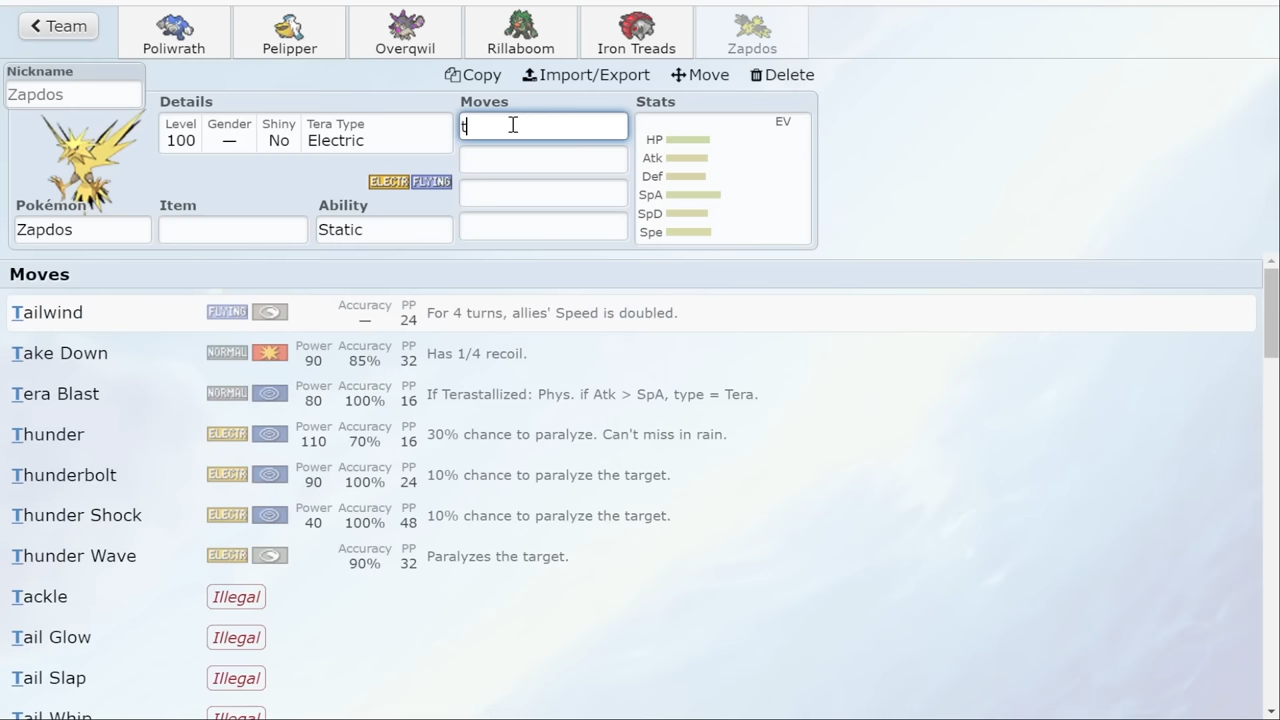 Team
Poliwrath
Pelipper
Overqwil
Rillaboom
Iron Treads
Zapdos
Copy
Import/Export
Move
Delete
Nickname
Zapdos
Details
Level
100
Gender
—
Shiny
No
Tera Type
Electric
ELECTR FLYING
Pokémon
Zapdos
Item
Ability
Static
Moves
t
Stats
EV
HP
Atk
Def
SpA
SpD
Spe
Moves
Tailwind FLYING Accuracy — PP 24 For 4 turns, allies' Speed is doubled.
Take Down NORMAL Power 90 Accuracy 85% PP 32 Has 1/4 recoil.
Tera Blast NORMAL Power 80 Accuracy 100% PP 16 If Terastallized: Phys. if Atk > SpA, type = Tera.
Thunder ELECTR Power 110 Accuracy 70% PP 16 30% chance to paralyze. Can't miss in rain.
Thunderbolt ELECTR Power 90 Accuracy 100% PP 24 10% chance to paralyze the target.
Thunder Shock ELECTR Power 40 Accuracy 100% PP 48 10% chance to paralyze the target.
Thunder Wave ELECTR Accuracy 90% PP 32 Paralyzes the target.
Tackle Illegal
Tail Glow Illegal
Tail Slap Illegal
Tail Whip Illegal